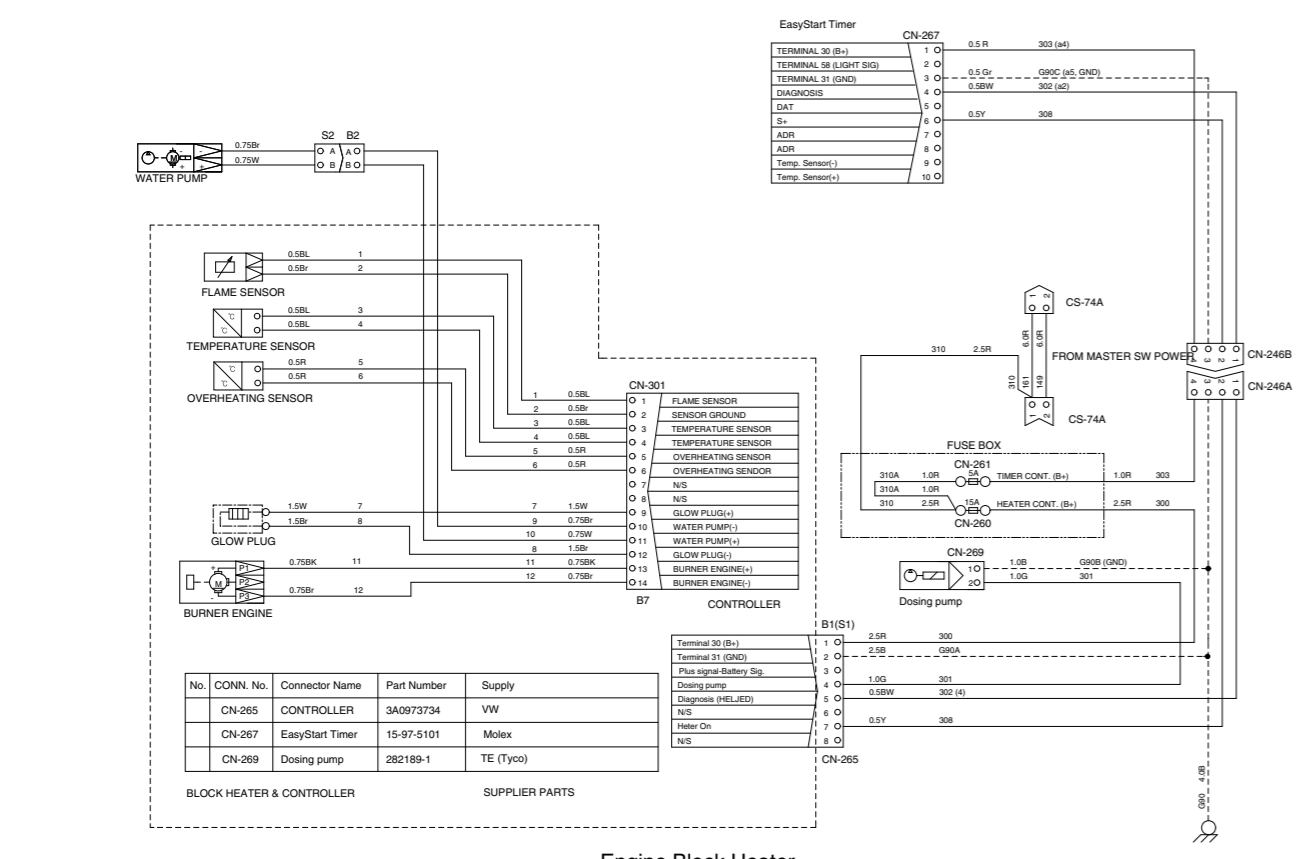 EasyStart Timer
CN-267
TERMINAL 30 (B+) 1 0.5 R 303 (a4)
TERMINAL 58 (LIGHT SIG) 2
TERMINAL 31 (GND) 3 0.5 Gr G90C (a5, GND)
DIAGNOSIS 4 0.5BW 302 (a2)
DAT 5
S+ 6 0.5Y 308
ADR 7
ADR 8
Temp. Sensor(-) 9
Temp. Sensor(+) 10
S2 B2
- - 0.75Br A A
M
+ + 0.75W B B
WATER PUMP
0.5BL 1
0.5Br 2
FLAME SENSOR
°C 0.5BL 3
°C 0.5BL 4
TEMPERATURE SENSOR
°C 0.5R 5
°C 0.5R 6
OVERHEATING SENSOR
1 2
CS-74A
6.0R 6.0R
310 2.5R
FROM MASTER SW POWER
310 161 149
1 2
CS-74A
4 3 2 1 CN-246B
4 3 2 1 CN-246A
CN-301
1 0.5BL 1 FLAME SENSOR
2 0.5Br 2 SENSOR GROUND
3 0.5BL 3 TEMPERATURE SENSOR
4 0.5BL 4 TEMPERATURE SENSOR
5 0.5R 5 OVERHEATING SENSOR
6 0.5R 6 OVERHEATING SENDOR
7 N/S
8 N/S
7 1.5W 9 GLOW PLUG(+)
9 0.75Br 10 WATER PUMP(-)
10 0.75W 11 WATER PUMP(+)
8 1.5Br 12 GLOW PLUG(-)
11 0.75BK 13 BURNER ENGINE(+)
12 0.75Br 14 BURNER ENGINE(-)
B7 CONTROLLER
1.5W 7
1.5Br 8
GLOW PLUG
+ P1 0.75BK 11
M P2
- P3 0.75Br 12
BURNER ENGINE
FUSE BOX
CN-261
310A 1.0R 5A TIMER CONT. (B+) 1.0R 303
310A 1.0R
310 2.5R 15A HEATER CONT. (B+) 2.5R 300
CN-260
CN-269
1 1.0B G90B (GND)
2 1.0G 301
Dosing pump
B1(S1)
Terminal 30 (B+) 1 2.5R 300
Terminal 31 (GND) 2 2.5B G90A
Plus signal-Battery Sig. 3
Dosing pump 4 1.0G 301
Diagnosis (HELJED) 5 0.5BW 302 (4)
N/S 6
Heter On 7 0.5Y 308
N/S 8
CN-265
G90 4.0B
No. CONN. No. Connector Name Part Number Supply
CN-265 CONTROLLER 3A0973734 VW
CN-267 EasyStart Timer 15-97-5101 Molex
CN-269 Dosing pump 282189-1 TE (Tyco)
BLOCK HEATER & CONTROLLER SUPPLIER PARTS
Engine Block Heater